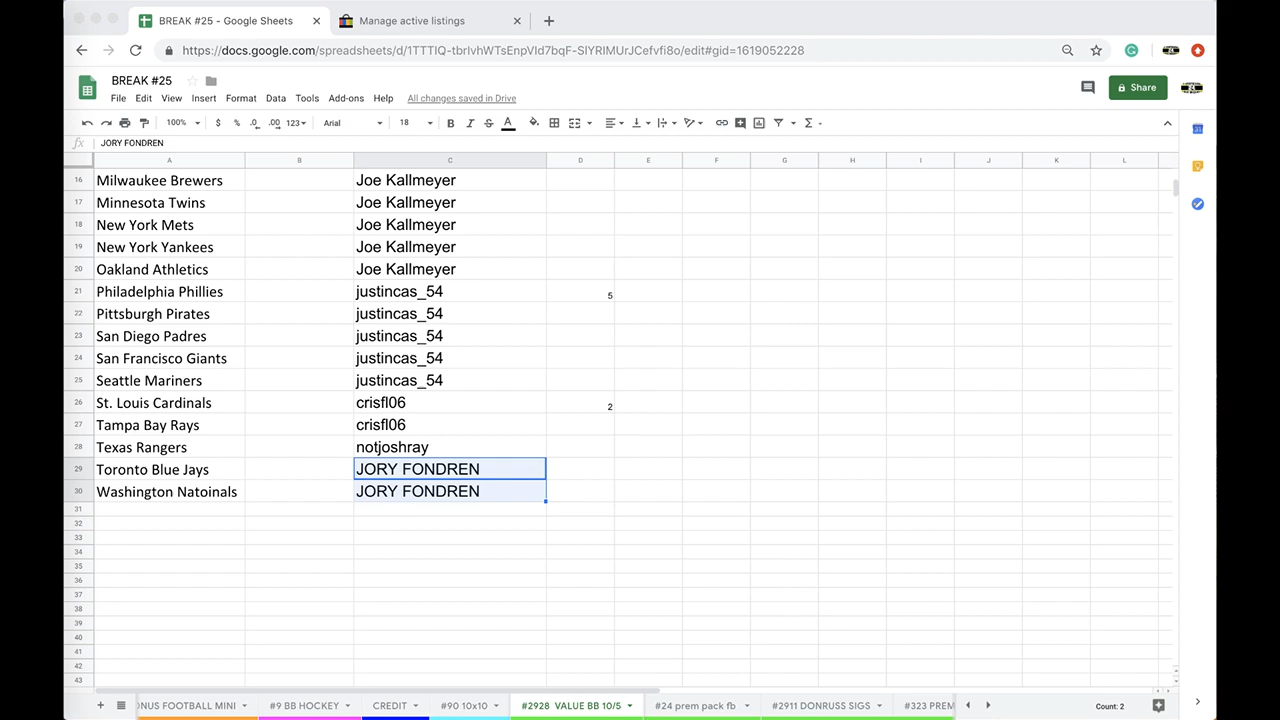 BREAK #25 - Google Sheets × Manage active listings × +
https://docs.google.com/spreadsheets/d/1TTTIQ-tbrIvhWTsEnpVId7bqF-SIYRIMUrJCefvfi8o/edit#gid=1619052228
BREAK #25
File Edit View Insert Format Data Tools Add-ons Help All changes saved in Drive
Share
100% $ % .0 .00 123 Arial 18 B I S A
fx JORY FONDREN
A B C D E F G H I J K L
16 Milwaukee Brewers Joe Kallmeyer
17 Minnesota Twins Joe Kallmeyer
18 New York Mets Joe Kallmeyer
19 New York Yankees Joe Kallmeyer
20 Oakland Athletics Joe Kallmeyer
21 Philadelphia Phillies justincas_54 5
22 Pittsburgh Pirates justincas_54
23 San Diego Padres justincas_54
24 San Francisco Giants justincas_54
25 Seattle Mariners justincas_54
26 St. Louis Cardinals crisfl06 2
27 Tampa Bay Rays crisfl06
28 Texas Rangers notjoshray
29 Toronto Blue Jays JORY FONDREN
30 Washington Natoinals JORY FONDREN
31
32
33
34
35
36
37
38
39
40
41
42
43
+ ONUS FOOTBALL MINI #9 BB HOCKEY CREDIT #910x10 #2928 VALUE BB 10/5 #24 prem pack fb #2911 DONRUSS SIGS #323 PREM Count: 2